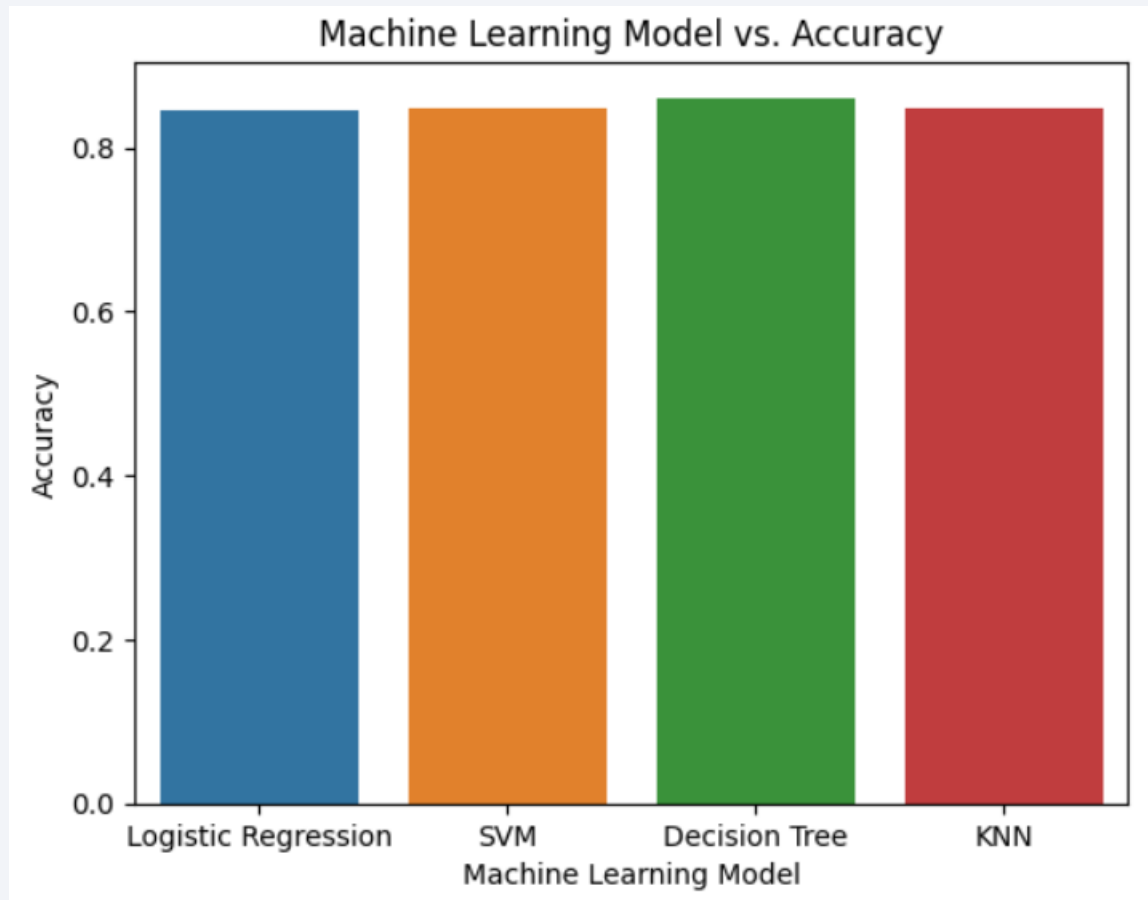 Machine Learning Model vs. Accuracy
0.8
0.6
0.4
0.2
0.0
Accuracy
Logistic Regression SVM Decision Tree KNN
Machine Learning Model